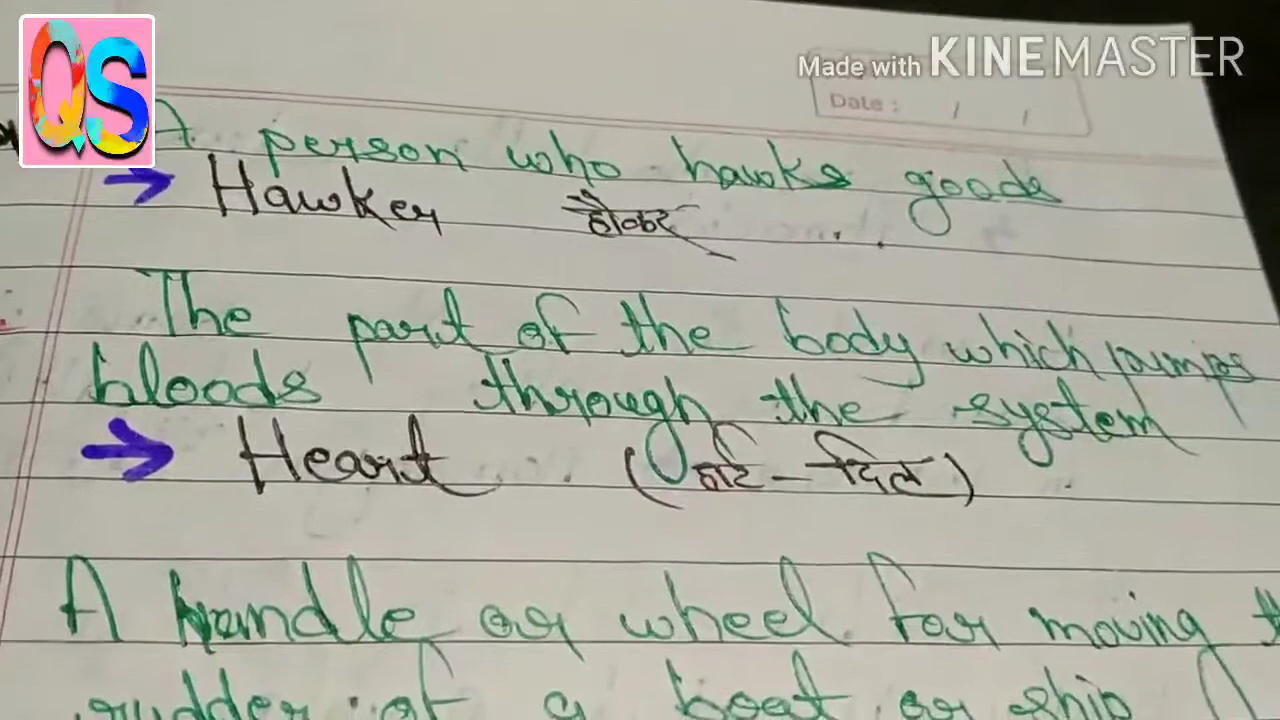 QS
Made with KINEMASTER
Date : / /
A person who hawks goods
→ Hawker हॉकर
The part of the body which pumps
bloods through the system
→ Heart (हार्ट - दिल)
A handle or wheel for moving
rudder of a boat or ship